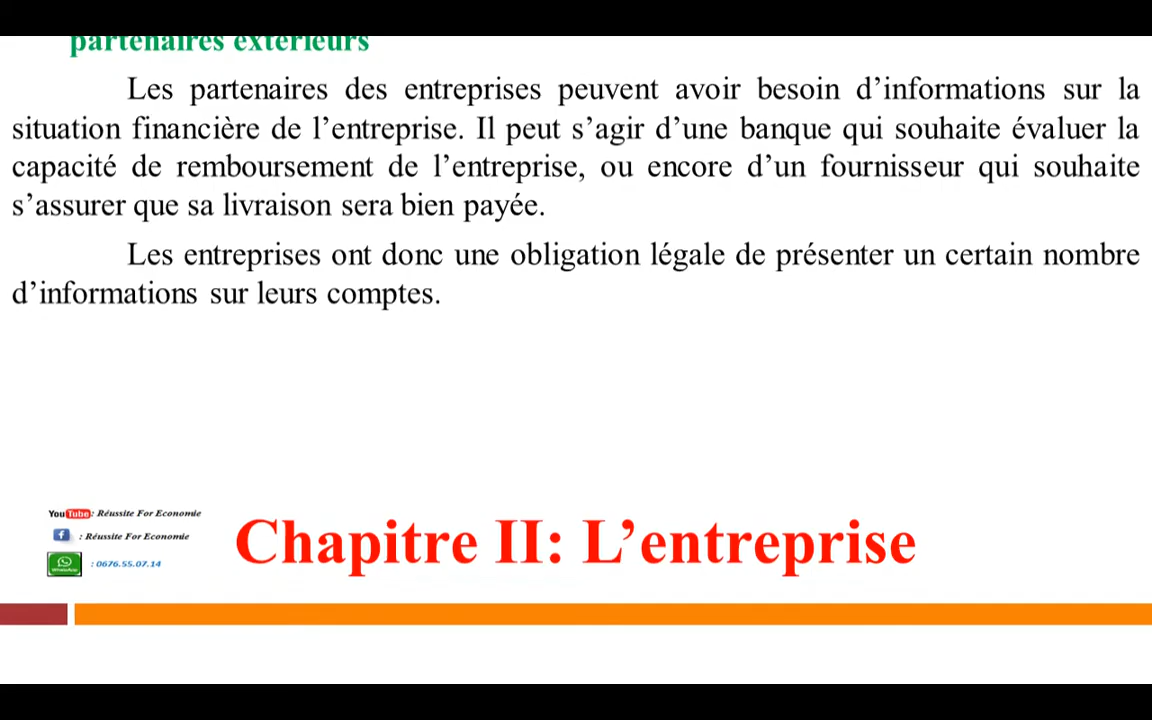 partenaires extérieurs
Les partenaires des entreprises peuvent avoir besoin d’informations sur la
situation financière de l’entreprise. Il peut s’agir d’une banque qui souhaite évaluer la
capacité de remboursement de l’entreprise, ou encore d’un fournisseur qui souhaite
s’assurer que sa livraison sera bien payée.
Les entreprises ont donc une obligation légale de présenter un certain nombre
d’informations sur leurs comptes.
YouTube: Réussite For Economie
f : Réussite For Economie
WhatsApp : 0676.55.07.14
Chapitre II: L’entreprise